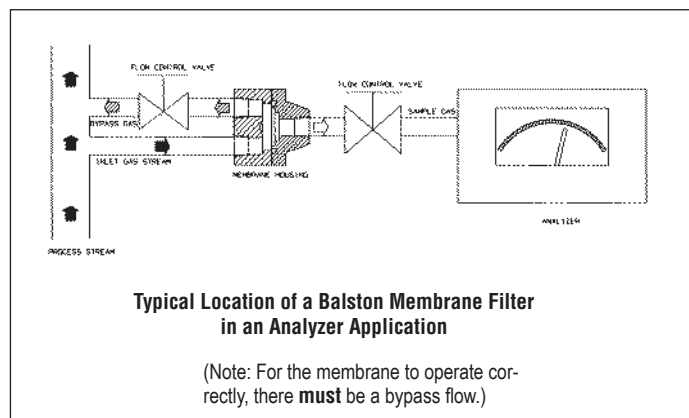 FLOW CONTROL VALVE
FLOW CONTROL VALVE
SAMPLE GAS
BYPASS GAS
INLET GAS STREAM
MEMBRANE HOUSING
ANALYZER
PROCESS STREAM
Typical Location of a Balston Membrane Filter
in an Analyzer Application
(Note: For the membrane to operate cor-
rectly, there must be a bypass flow.)